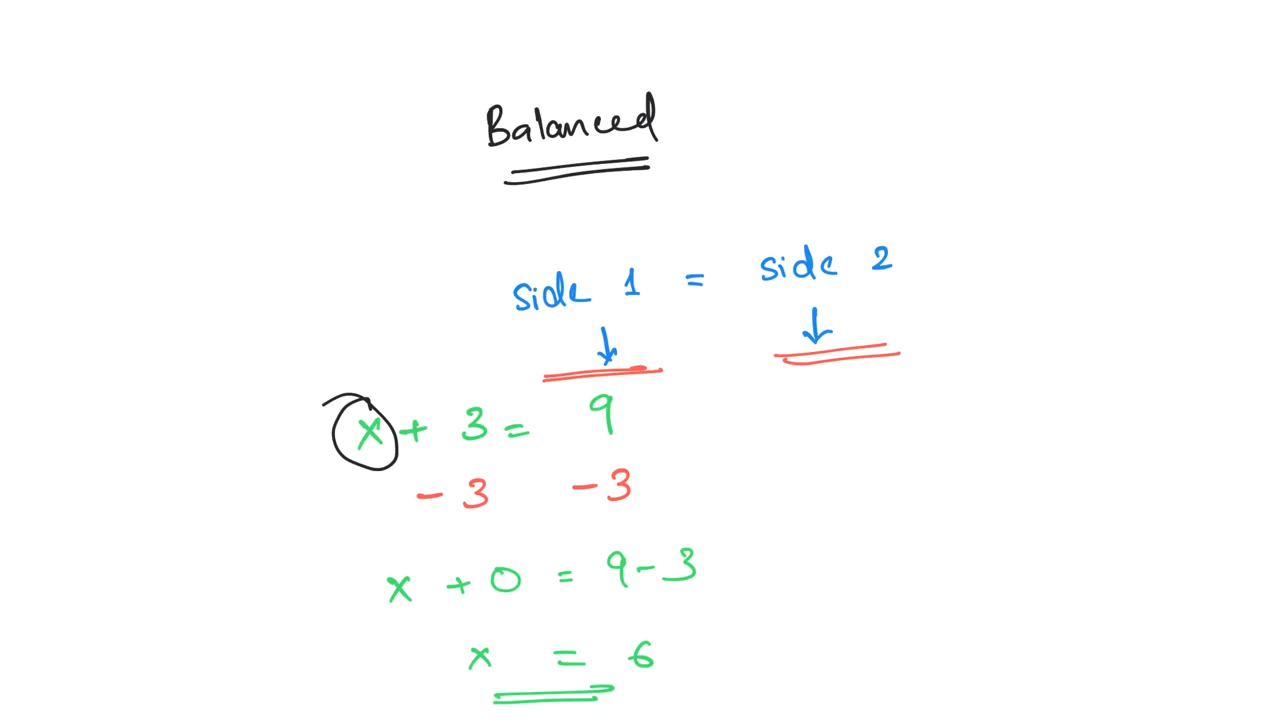 Balanced
side 1 = side 2
x + 3 = 9
- 3 - 3
x + 0 = 9 - 3
x = 6